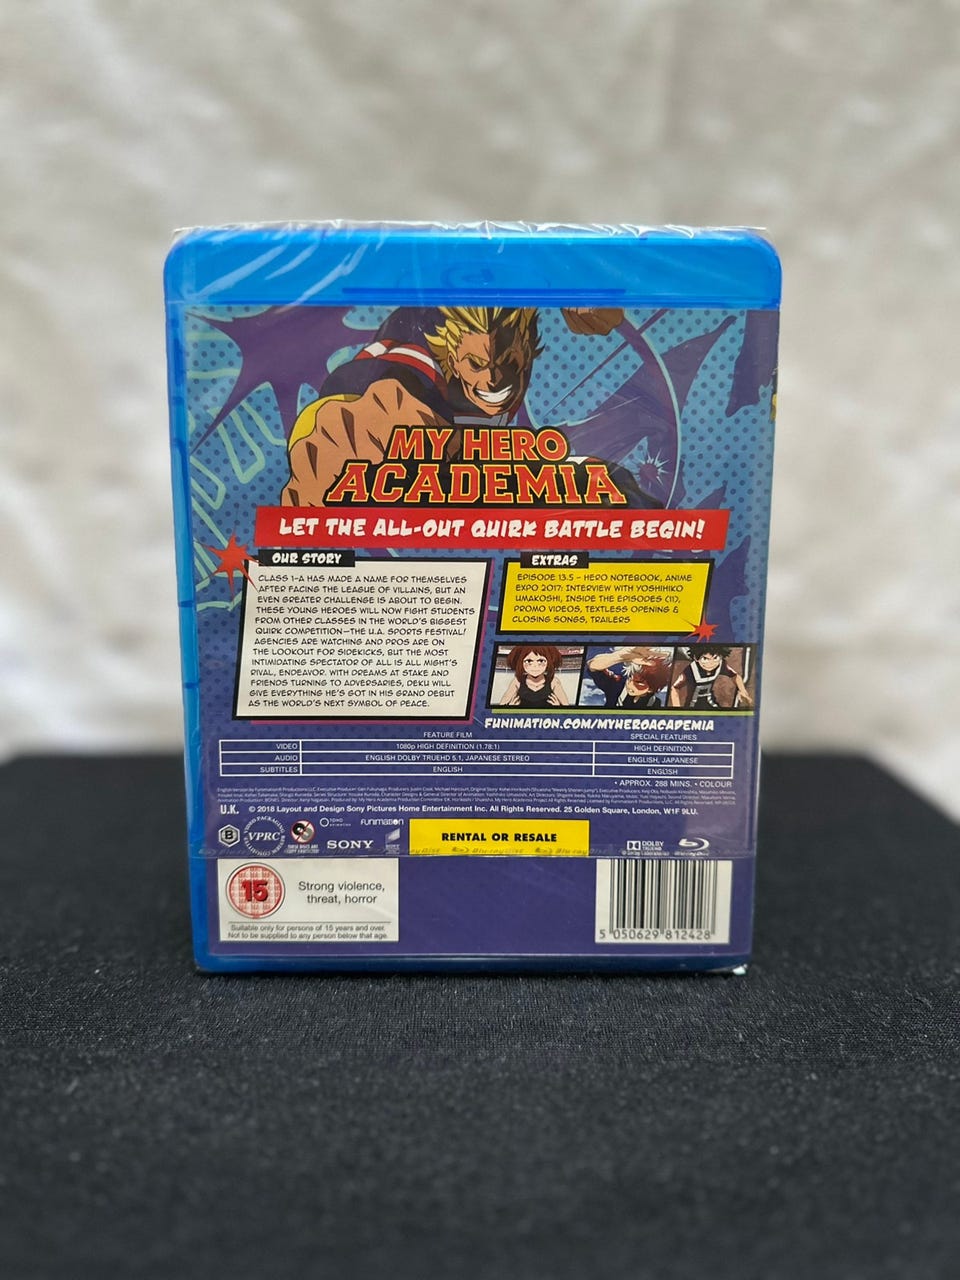 MY HERO
ACADEMIA
LET THE ALL-OUT QUIRK BATTLE BEGIN!
OUR STORY
CLASS 1-A HAS MADE A NAME FOR THEMSELVES
AFTER FACING THE LEAGUE OF VILLAINS, BUT AN
EVEN GREATER CHALLENGE IS ABOUT TO BEGIN.
THESE YOUNG HEROES WILL NOW FIGHT STUDENTS
FROM OTHER CLASSES IN THE WORLD'S BIGGEST
QUIRK COMPETITION—THE U.A. SPORTS FESTIVAL!
AGENCIES ARE WATCHING AND PROS ARE ON
THE LOOKOUT FOR SIDEKICKS, BUT THE MOST
INTIMIDATING SPECTATOR OF ALL IS ALL MIGHT'S
RIVAL, ENDEAVOR. WITH DREAMS AT STAKE AND
FRIENDS TURNING TO ADVERSARIES, DEKU WILL
GIVE EVERYTHING HE'S GOT IN HIS GRAND DEBUT
AS THE WORLD'S NEXT SYMBOL OF PEACE.
EXTRAS
EPISODE 13.5 - HERO NOTEBOOK, ANIME
EXPO 2017: INTERVIEW WITH YOSHIHIKO
UMAKOSHI, INSIDE THE EPISODES (11),
PROMO VIDEOS, TEXTLESS OPENING &
CLOSING SONGS, TRAILERS
FUNIMATION.COM/MYHEROACADEMIA
FEATURE FILM SPECIAL FEATURES
VIDEO 1080p HIGH DEFINITION (1.78:1) HIGH DEFINITION
AUDIO ENGLISH DOLBY TRUEHD 5.1, JAPANESE STEREO ENGLISH, JAPANESE
SUBTITLES ENGLISH ENGLISH
• APPROX. 288 MINS. • COLOUR
U.K. © 2018 Layout and Design Sony Pictures Home Entertainment Inc. All Rights Reserved. 25 Golden Square, London, W1F 9LU.
B VPRC TOHO FUNIMATION SONY
RENTAL OR RESALE
DOLBY TRUEHD Blu-ray Disc
15
Strong violence,
threat, horror
Suitable only for persons of 15 years and over.
Not to be supplied to any person below that age.
5 050629 812428